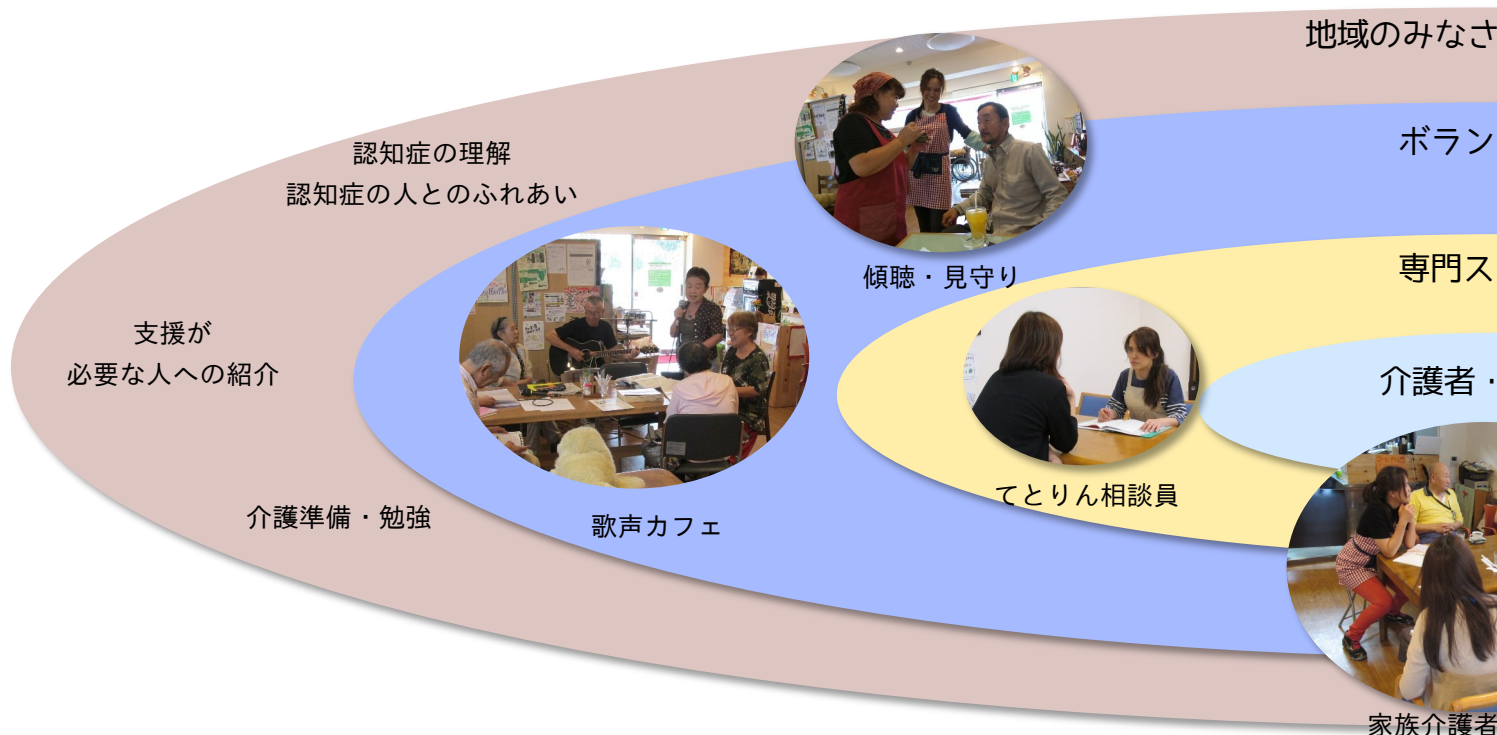 地域のみなさ
ボラン
認知症の理解
認知症の人とのふれあい
専門ス
傾聴・見守り
支援が
必要な人への紹介
介護者・
てとりん相談員
介護準備・勉強
歌声カフェ
家族介護者